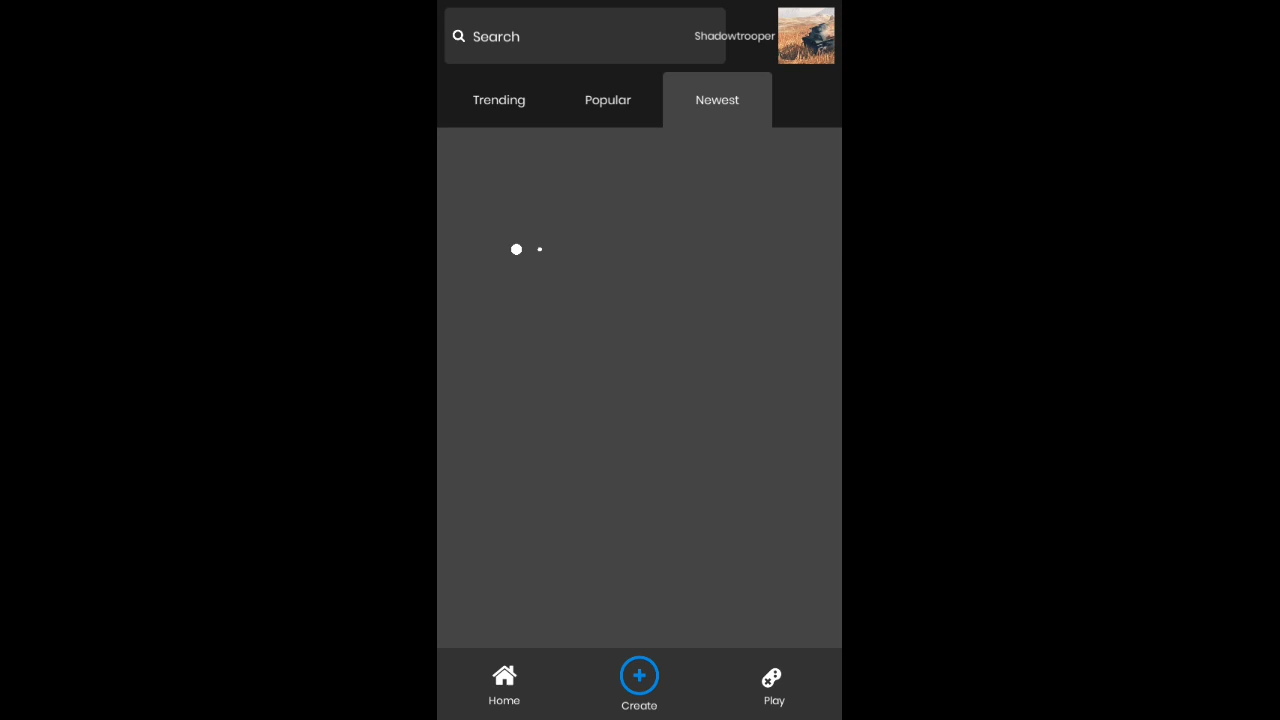 Search
Shadowtrooper
Trending
Popular
Newest
Home
Create
Play